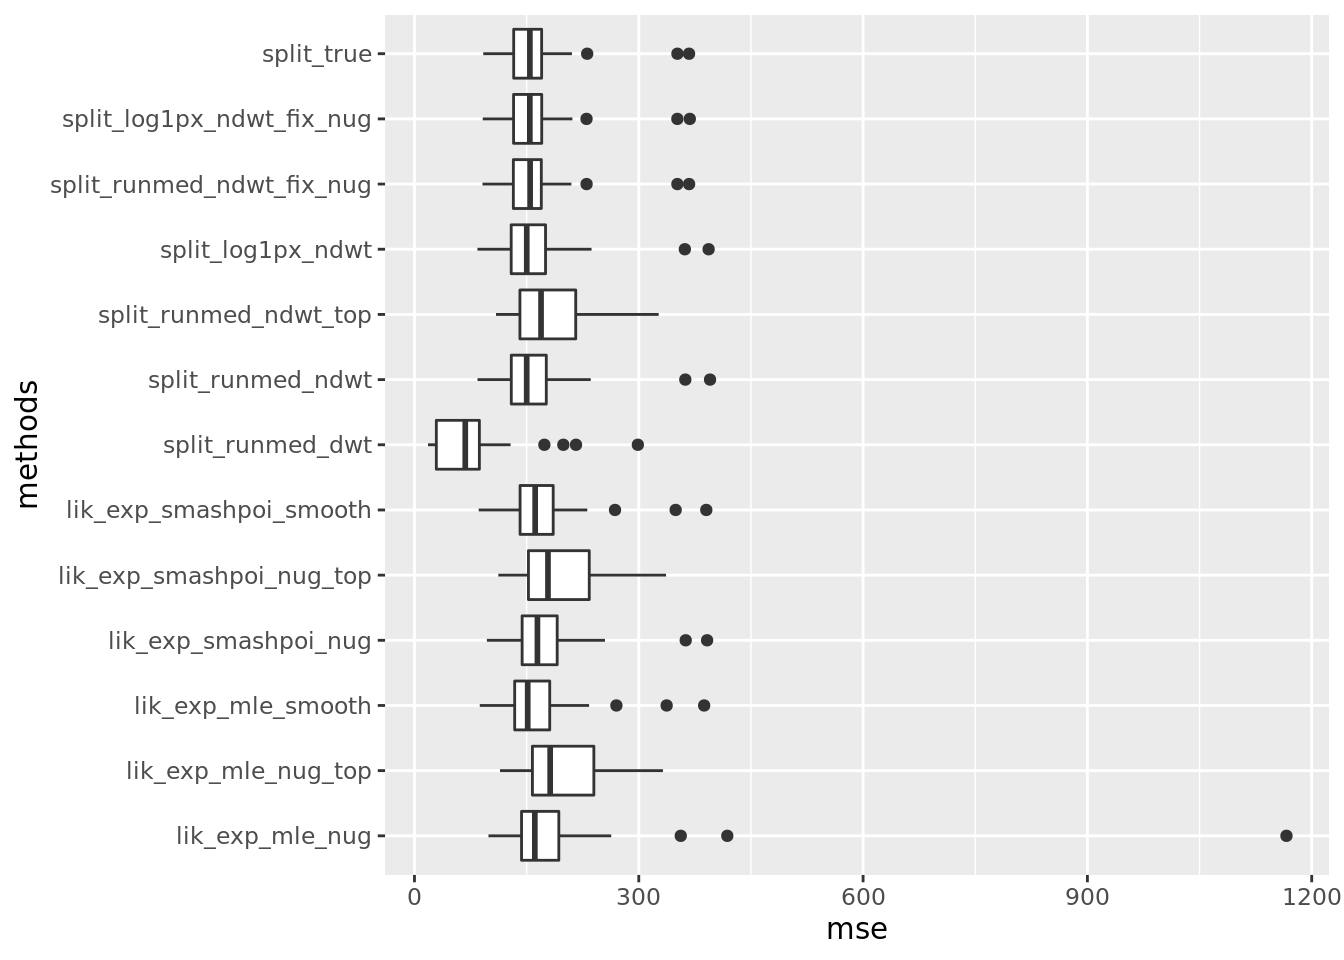 split_true
split_log1px_ndwt_fix_nug
split_runmed_ndwt_fix_nug
split_log1px_ndwt
split_runmed_ndwt_top
split_runmed_ndwt
split_runmed_dwt
lik_exp_smashpoi_smooth
lik_exp_smashpoi_nug_top
lik_exp_smashpoi_nug
lik_exp_mle_smooth
lik_exp_mle_nug_top
lik_exp_mle_nug
methods
0 300 600 900 1200
mse